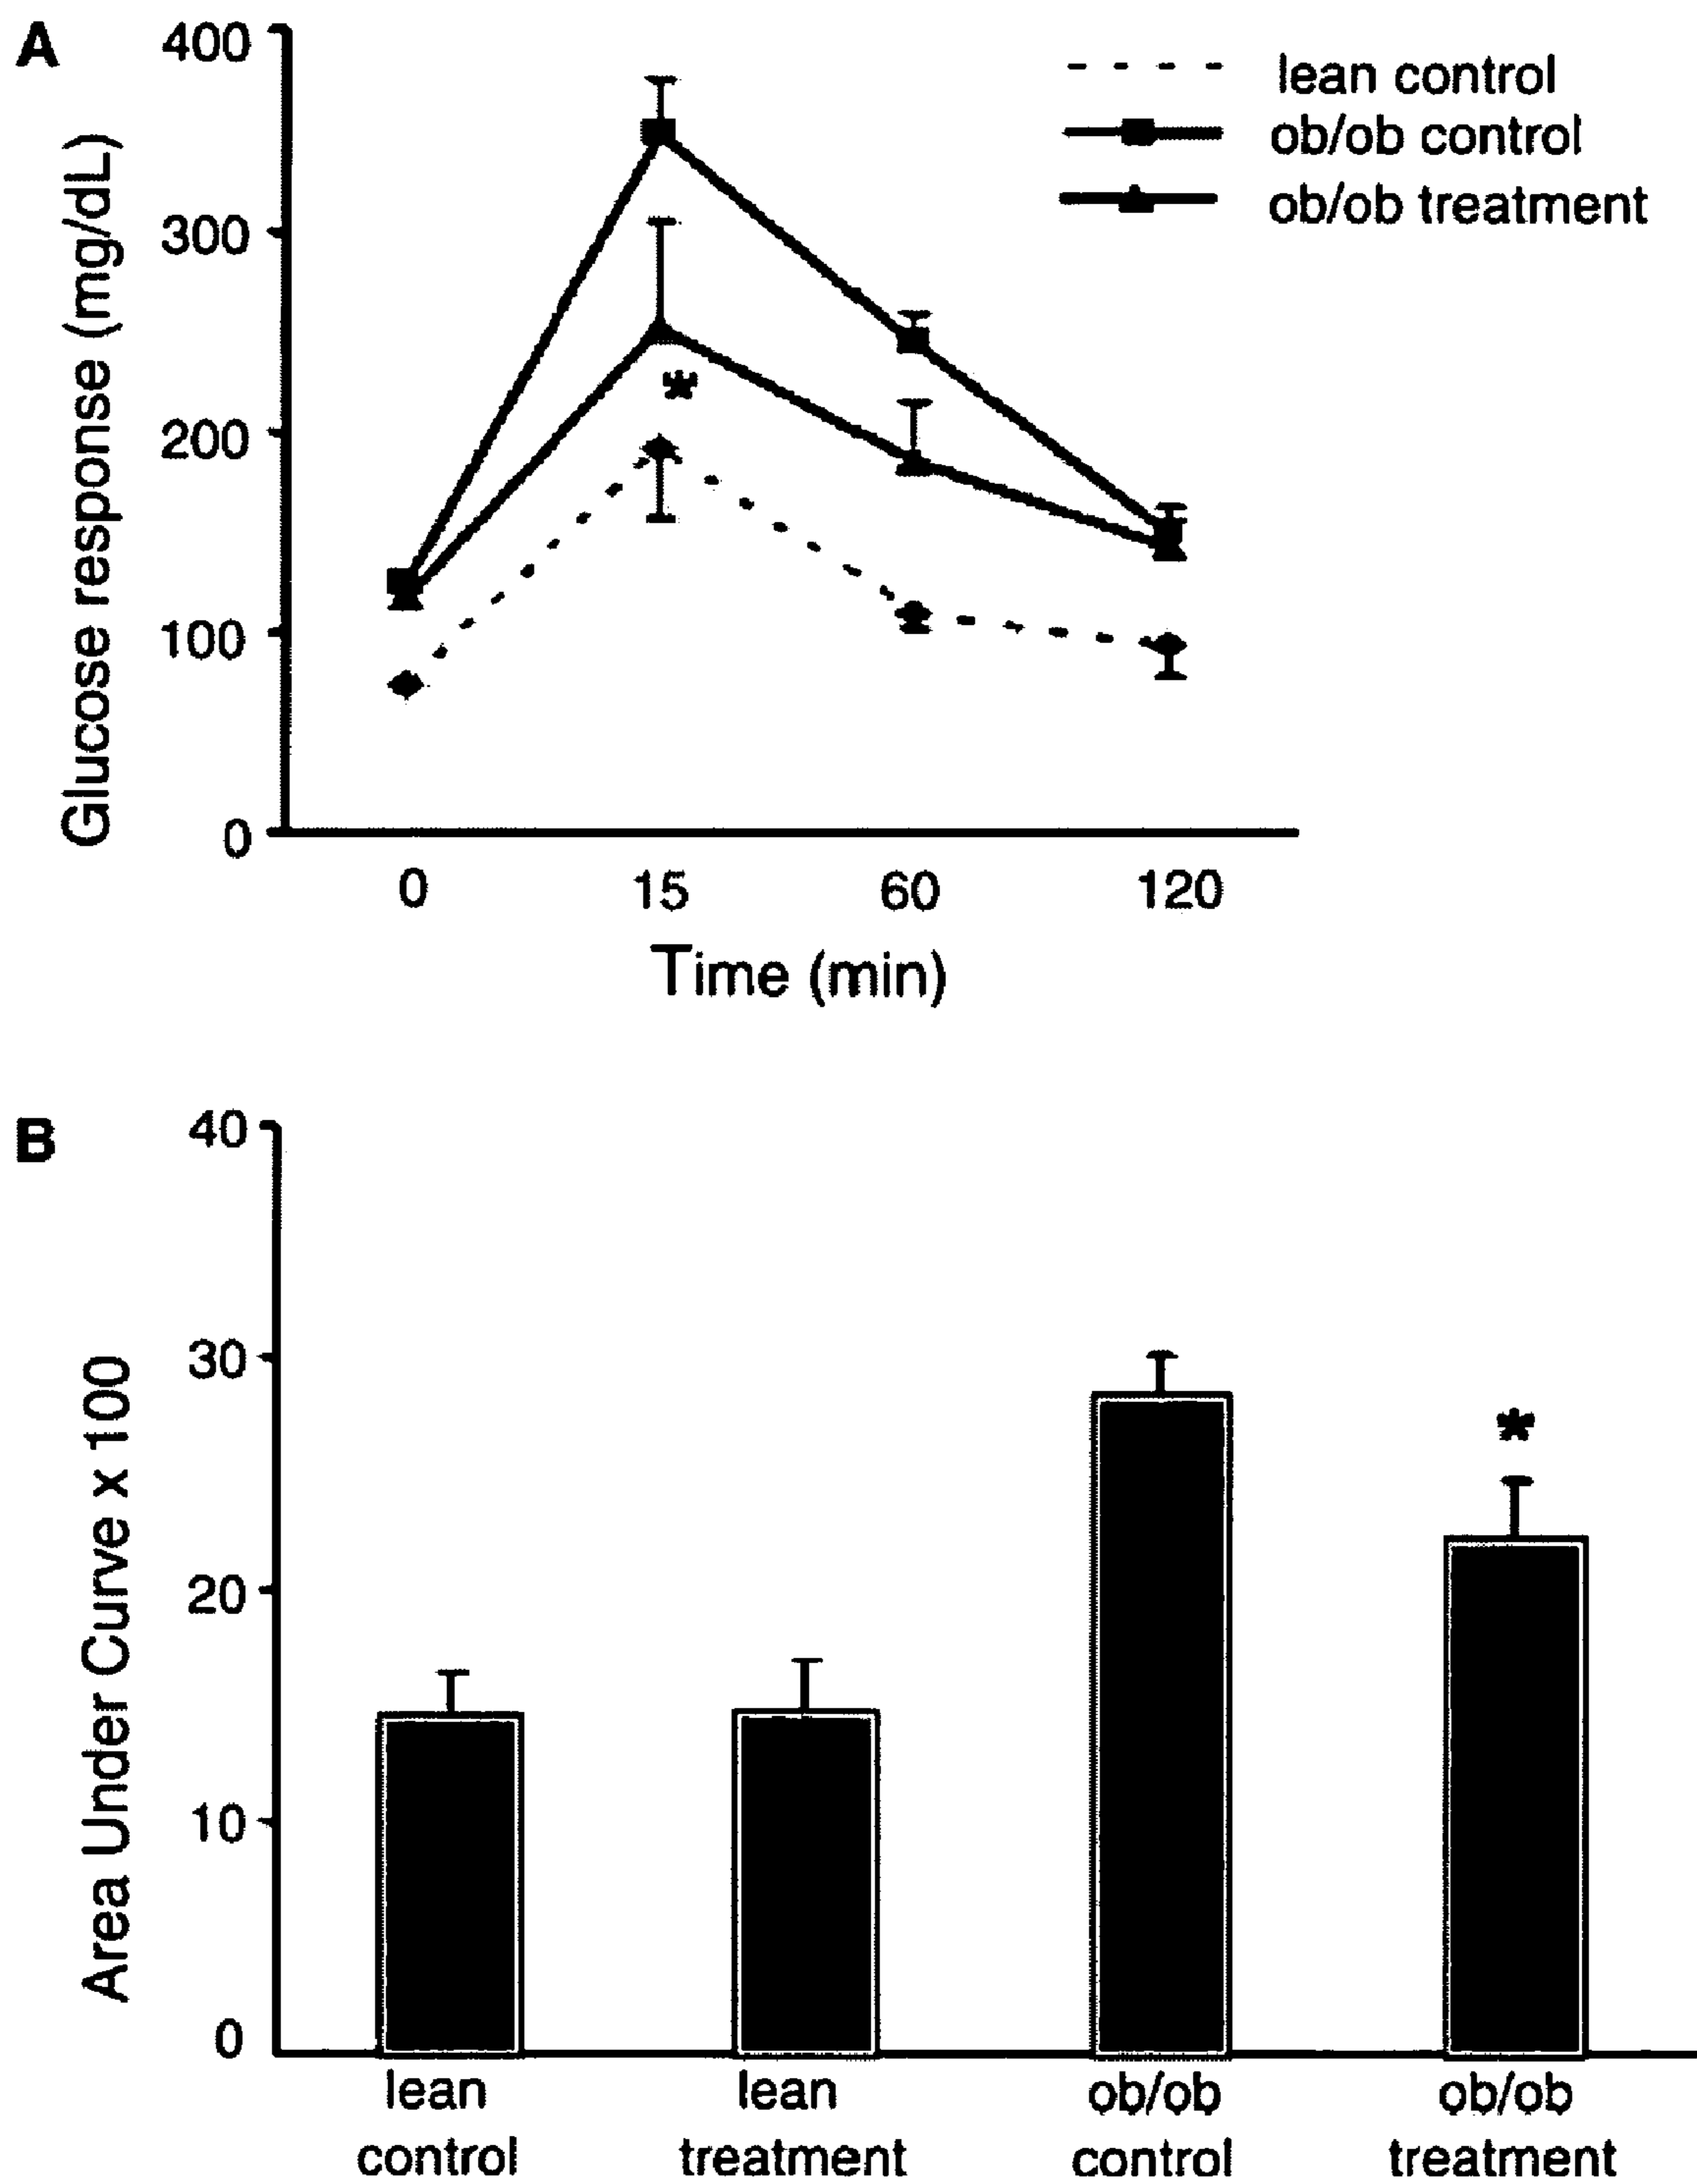 A
400
300
200
100
0
Glucose response (mg/dL)
lean control
ob/ob control
ob/ob treatment
*
0 15 60 120
Time (min)
B
40
30
20
10
0
Area Under Curve x 100
*
lean control
lean treatment
ob/ob control
ob/ob treatment